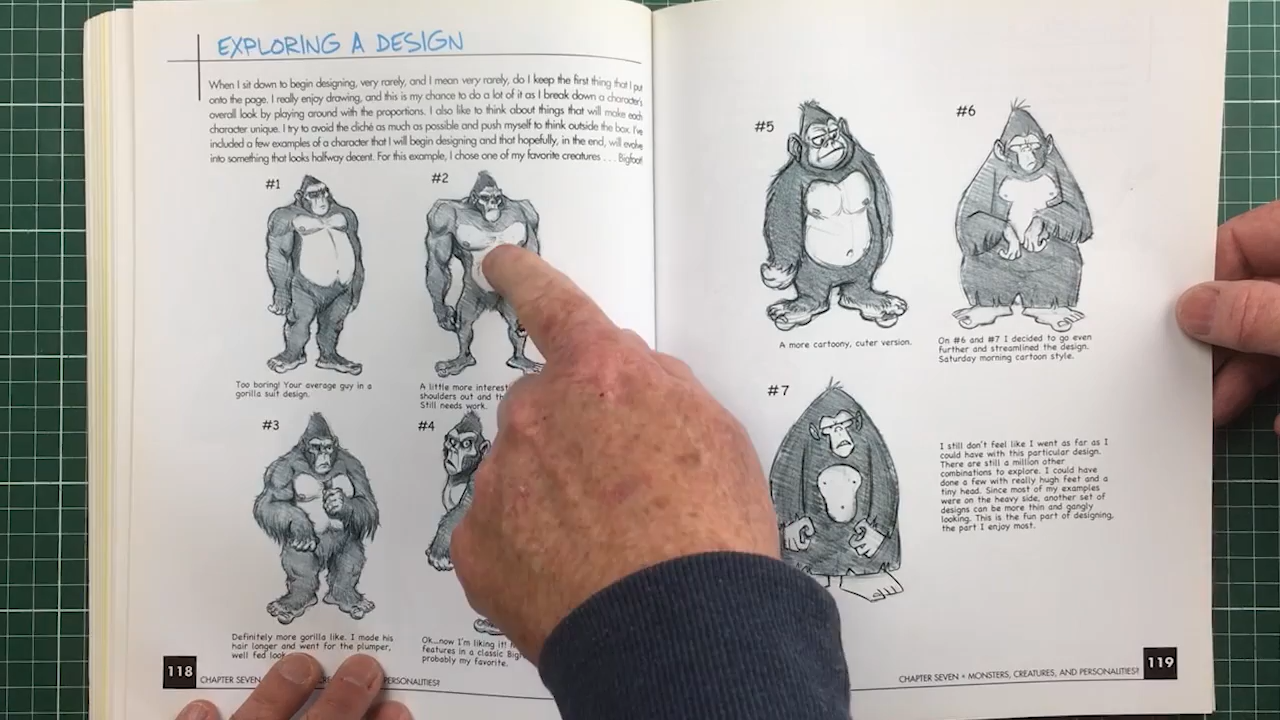 EXPLORING A DESIGN
When I sit down to begin designing, very rarely, and I mean very rarely, do I keep the first thing that I put
onto the page. I really enjoy drawing, and this is my chance to do a lot of it as I break down a character's
overall look by playing around with the proportions. I also like to think about things that will make each
character unique. I try to avoid the cliché as much as possible and push myself to think outside the box. I've
included a few examples of a character that I will begin designing and that hopefully, in the end, will evolve
into something that looks halfway decent. For this example, I chose one of my favorite creatures . . . Bigfoot!
#1
#2
Too boring! Your average guy in a
gorilla suit design.
A little more
shoulders out and
Still needs work.
#3
#4
Definitely more gorilla like. I made his
hair longer and went for the plumper,
well fed
Ok...now I'm liking it!
features in a classic
probably my favorite.
118
CHAPTER SEVEN
PERSONALITIES?
#5
#6
A more cartoony, cuter version.
On #6 and #7 I decided to go even
further and streamlined the design.
Saturday morning cartoon style.
#7
I still don't feel like I went as far as I
could have with this particular design.
There are still a million other
combinations to explore. I could have
done a few with really hugh feet and a
tiny head. Since most of my examples
were on the heavy side, another set of
designs can be more thin and gangly
looking. This is the fun part of designing,
the part I enjoy most.
CHAPTER SEVEN • MONSTERS, CREATURES, AND PERSONALITIES?
119